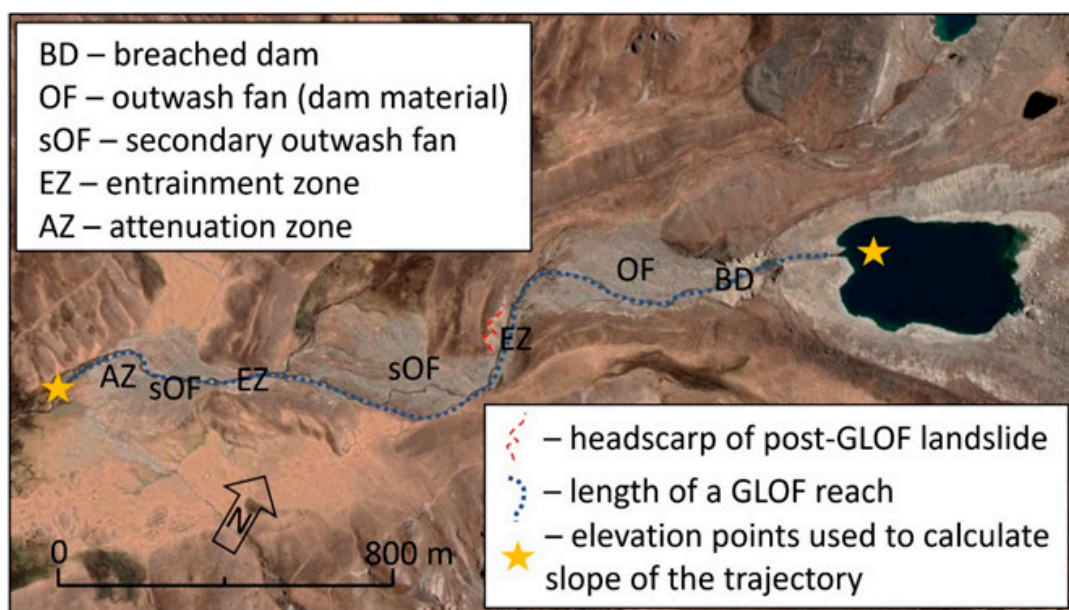 BD – breached dam
OF – outwash fan (dam material)
sOF – secondary outwash fan
EZ – entrainment zone
AZ – attenuation zone
OF
BD
EZ
sOF
EZ
sOF
AZ
N
0 800 m
– headscarp of post-GLOF landslide
– length of a GLOF reach
– elevation points used to calculate
slope of the trajectory